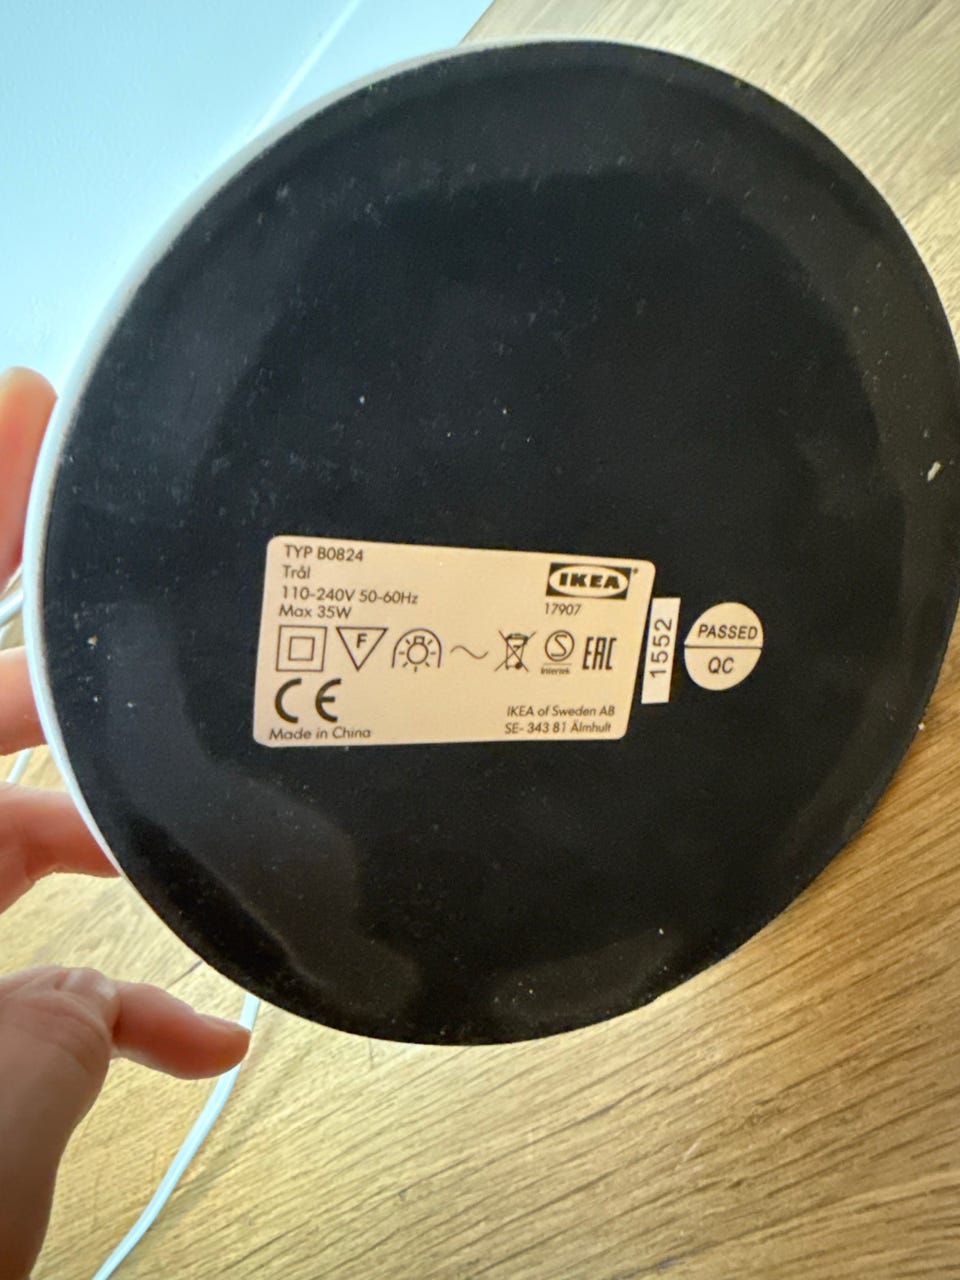 TYP B0824
Trål
110-240V 50-60Hz
Max 35W
IKEA
17907
F
S
Intertek
EAC
CE
Made in China
IKEA of Sweden AB
SE- 343 81 Älmhult
1552
PASSED
QC